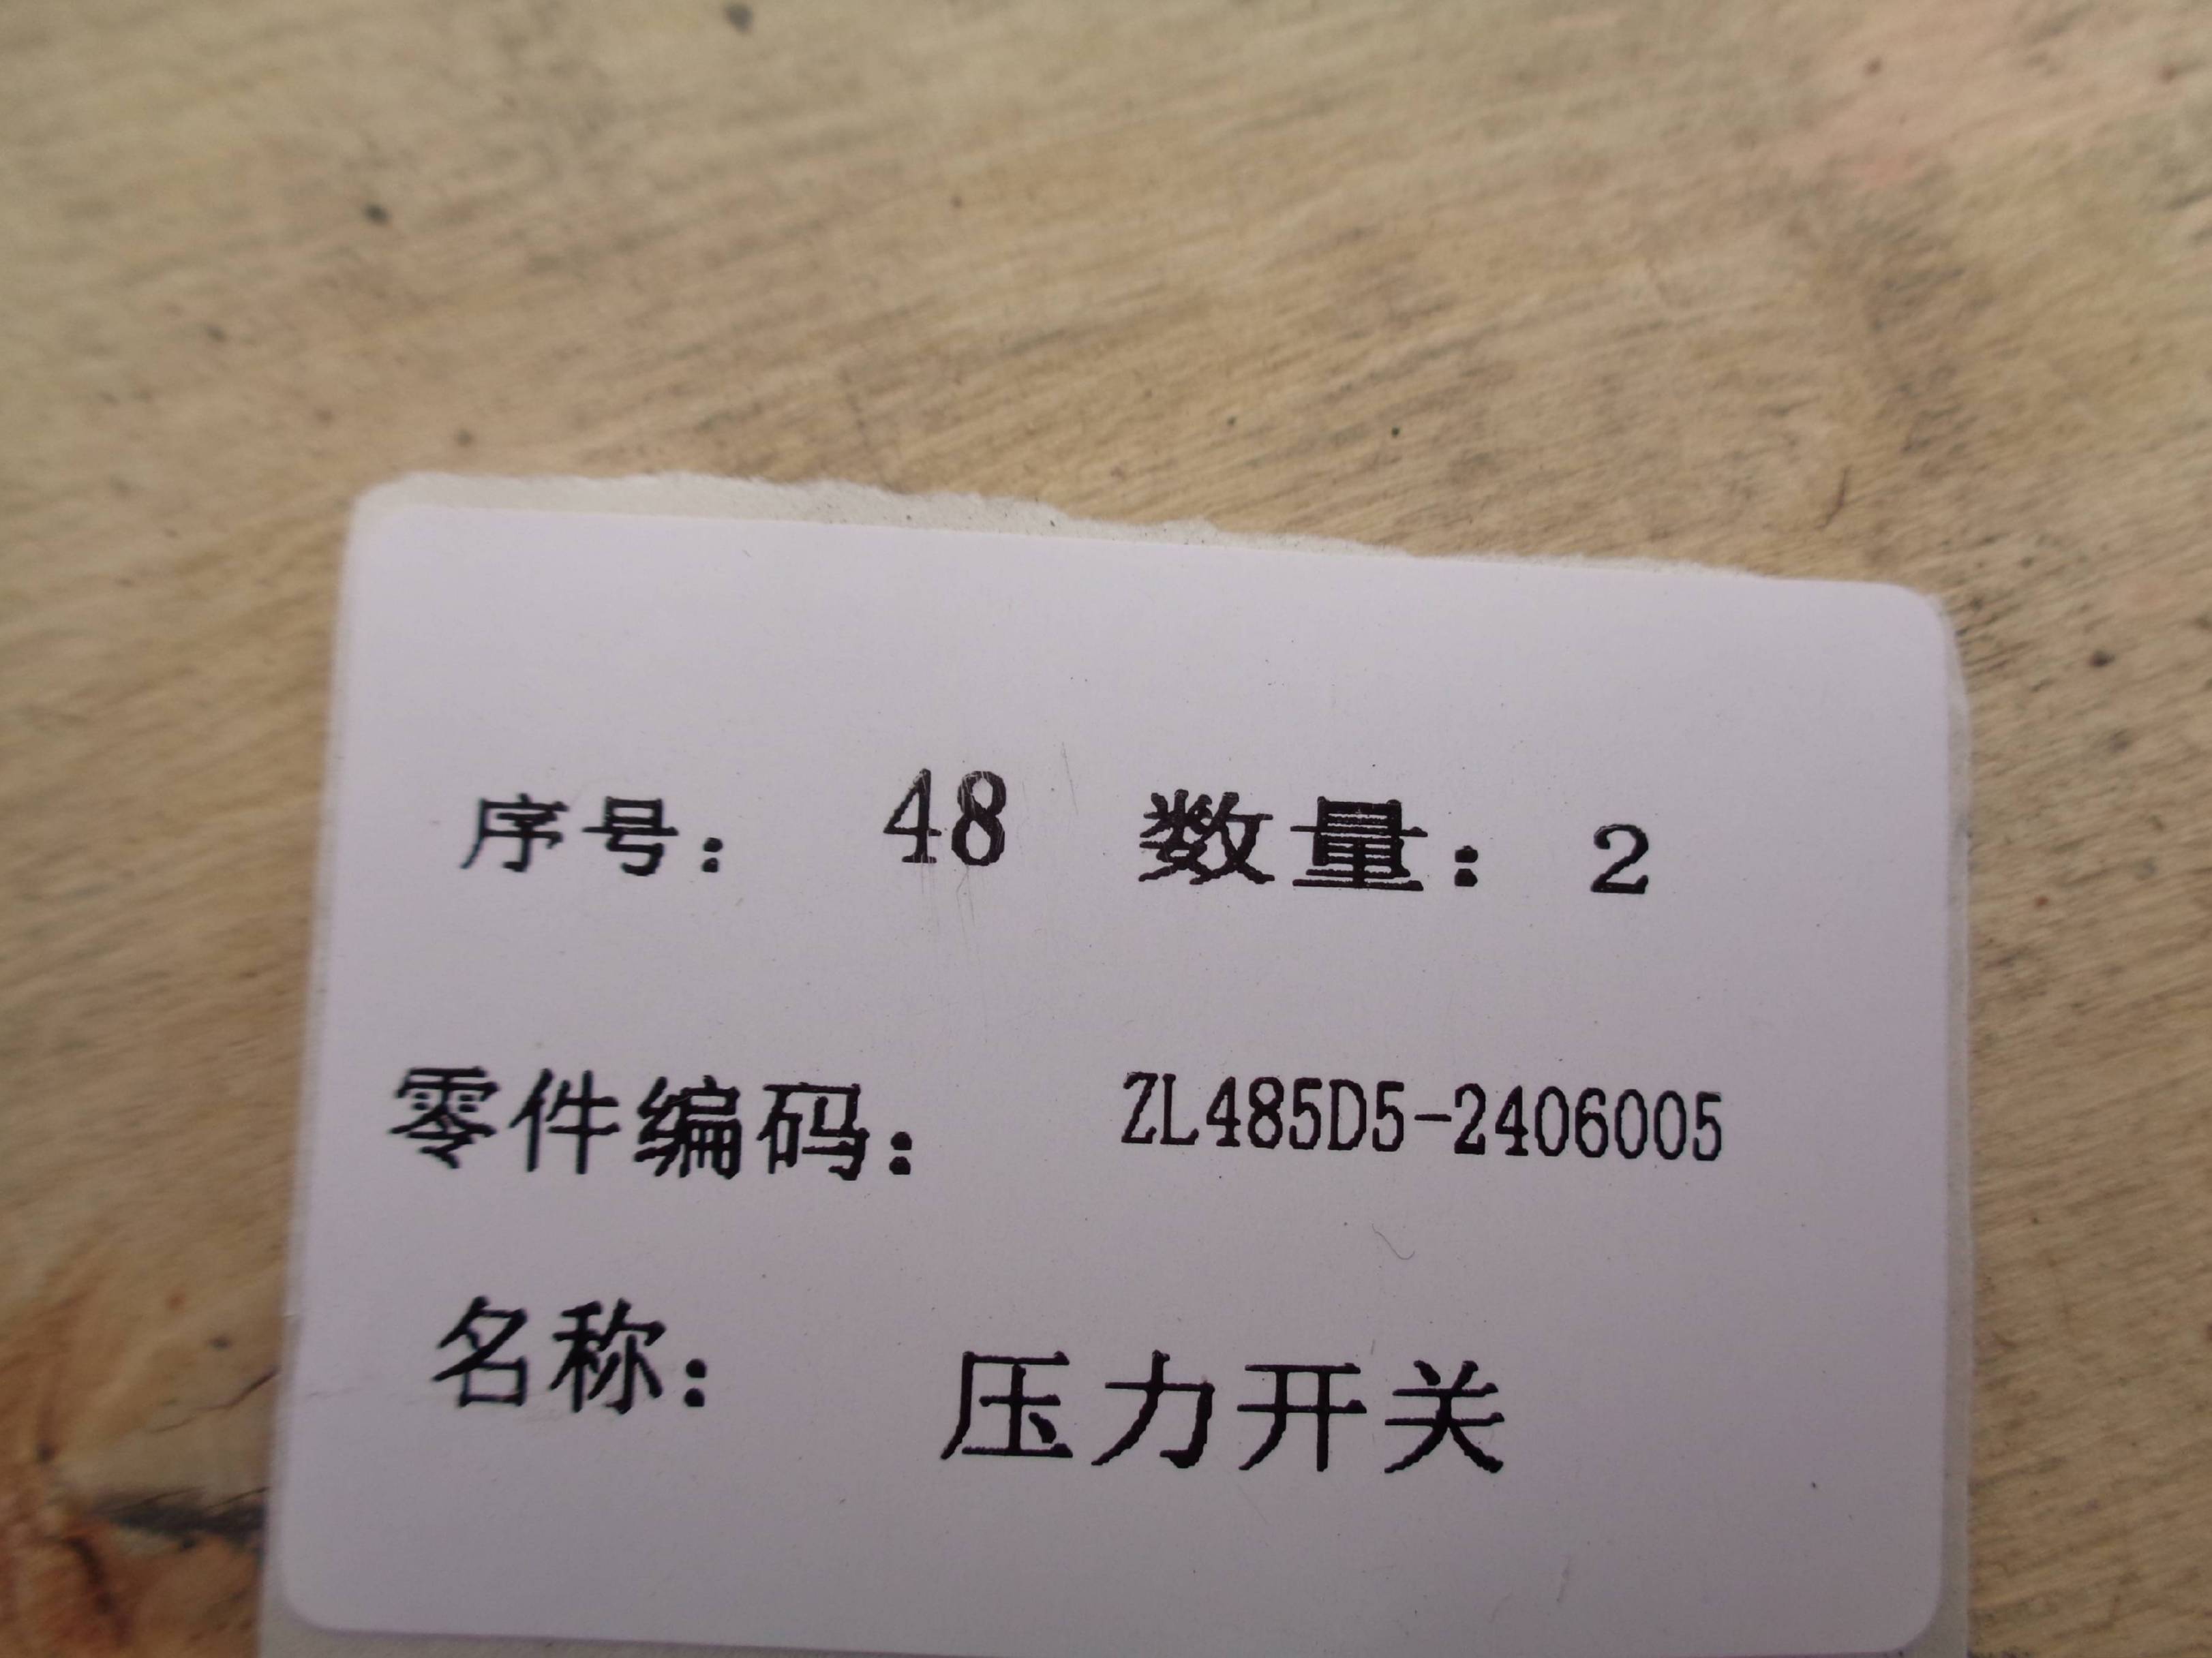 序号： 48 数量： 2
零件编码： ZL485D5-2406005
名称： 压力开关